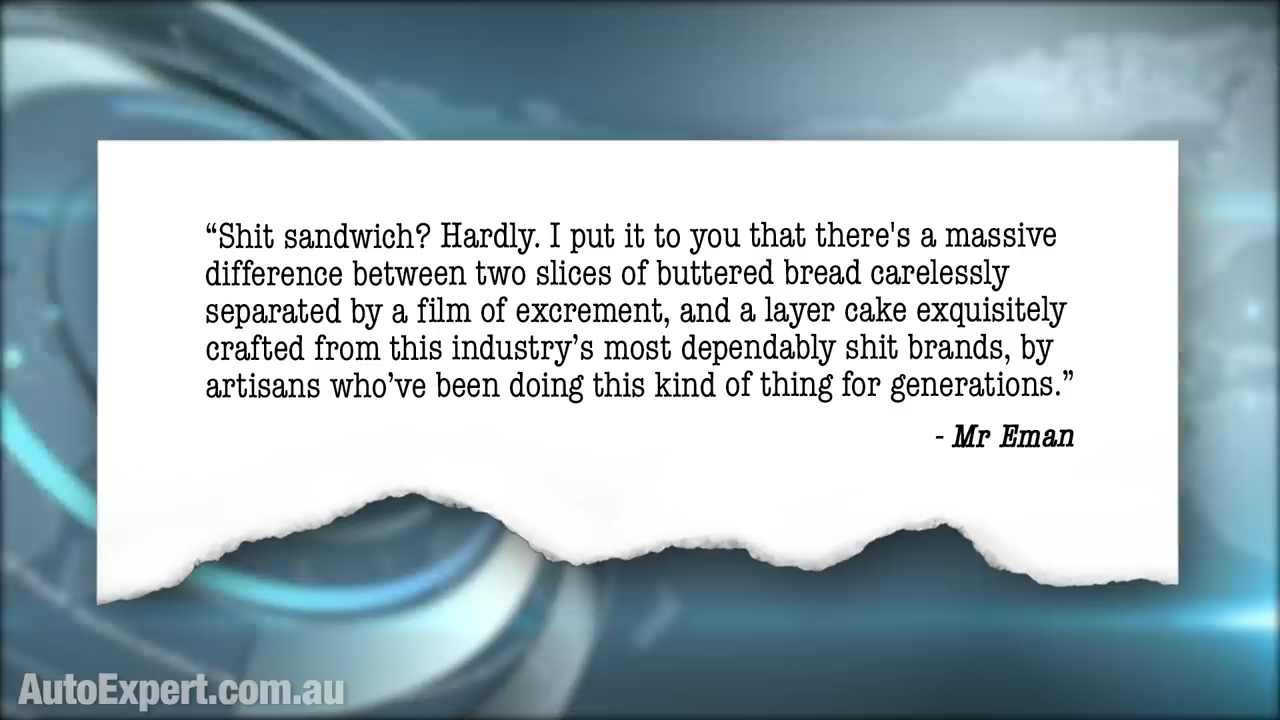 “Shit sandwich? Hardly. I put it to you that there's a massive
difference between two slices of buttered bread carelessly
separated by a film of excrement, and a layer cake exquisitely
crafted from this industry’s most dependably shit brands, by
artisans who’ve been doing this kind of thing for generations.”
- Mr Eman
AutoExpert.com.au